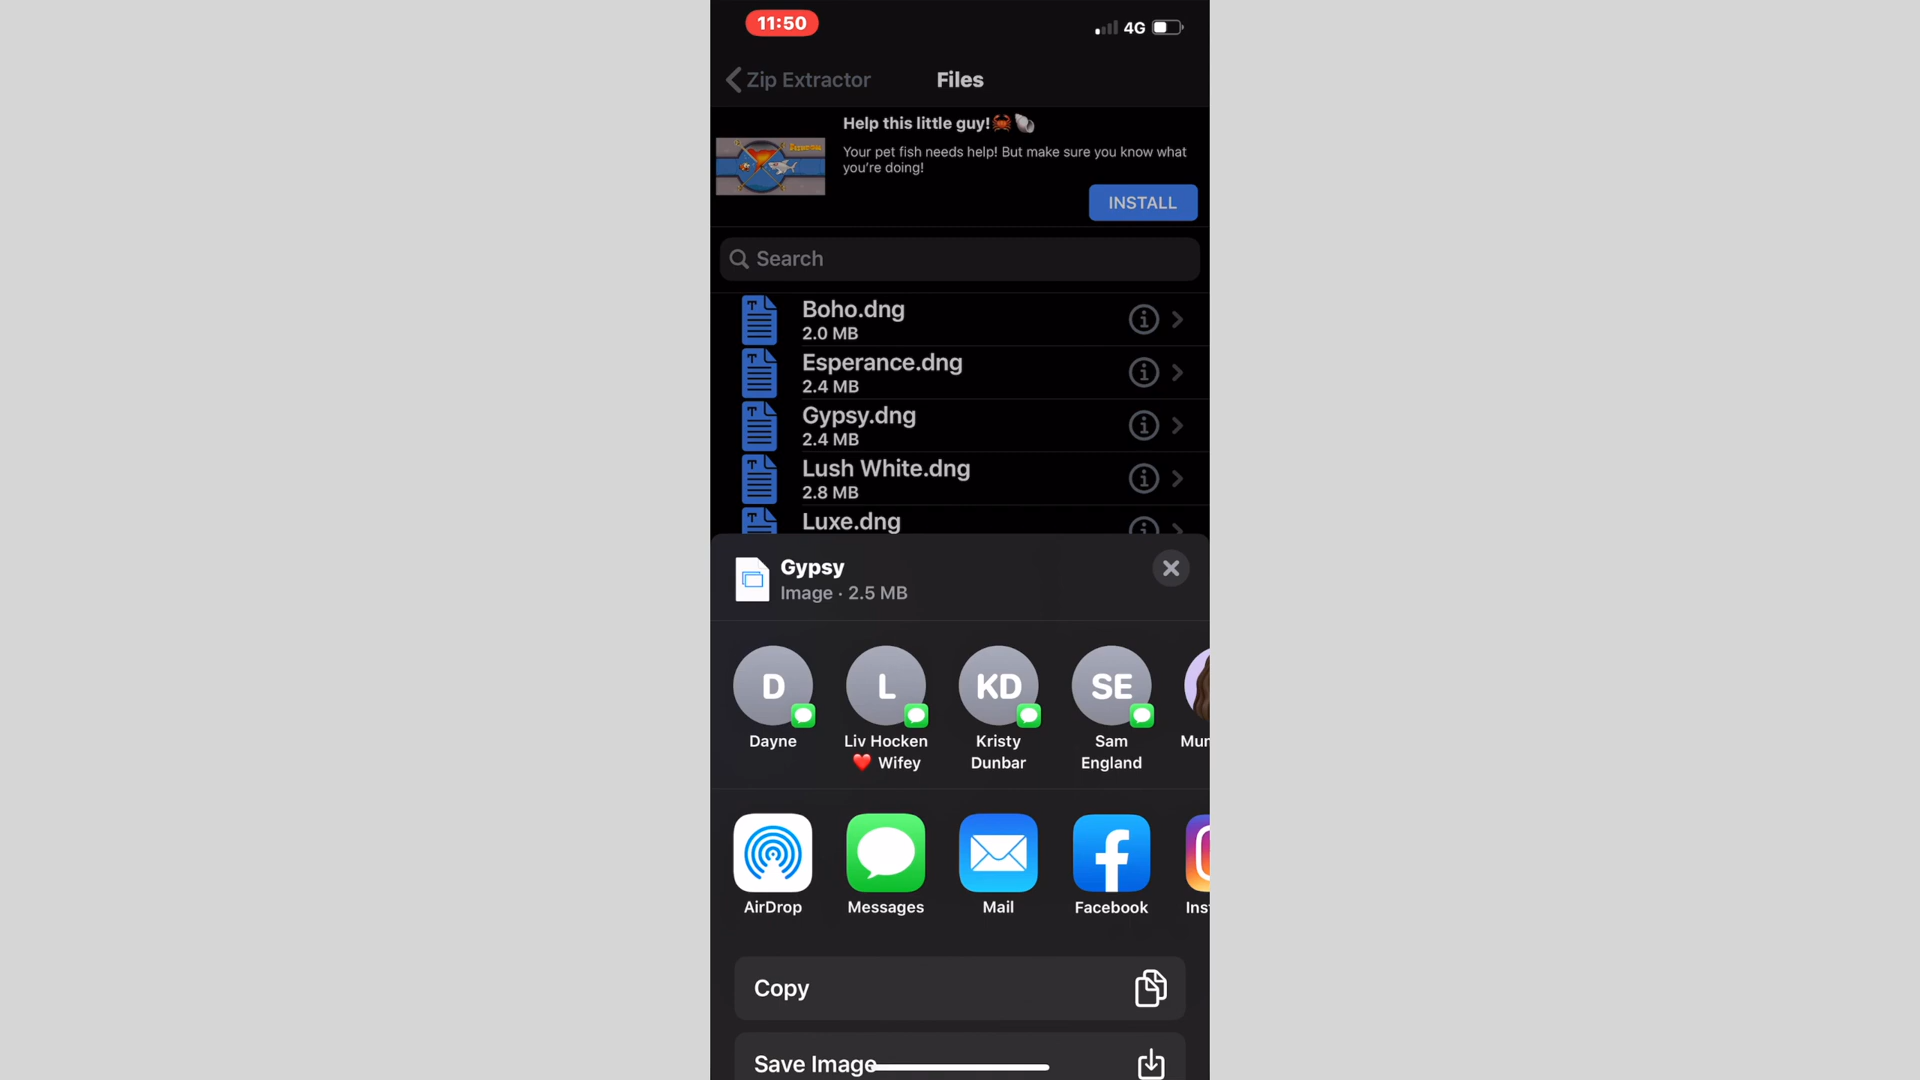 11:50
4G
Zip Extractor
Files
Help this little guy!🦀🐚
Your pet fish needs help! But make sure you know what
you're doing!
INSTALL
Search
Boho.dng
2.0 MB
Esperance.dng
2.4 MB
Gypsy.dng
2.4 MB
Lush White.dng
2.8 MB
Luxe.dng
Gypsy
Image · 2.5 MB
D
L
KD
SE
Dayne
Liv Hocken
❤️ Wifey
Kristy
Dunbar
Sam
England
Mum
AirDrop
Messages
Mail
Facebook
Ins
Copy
Save Image